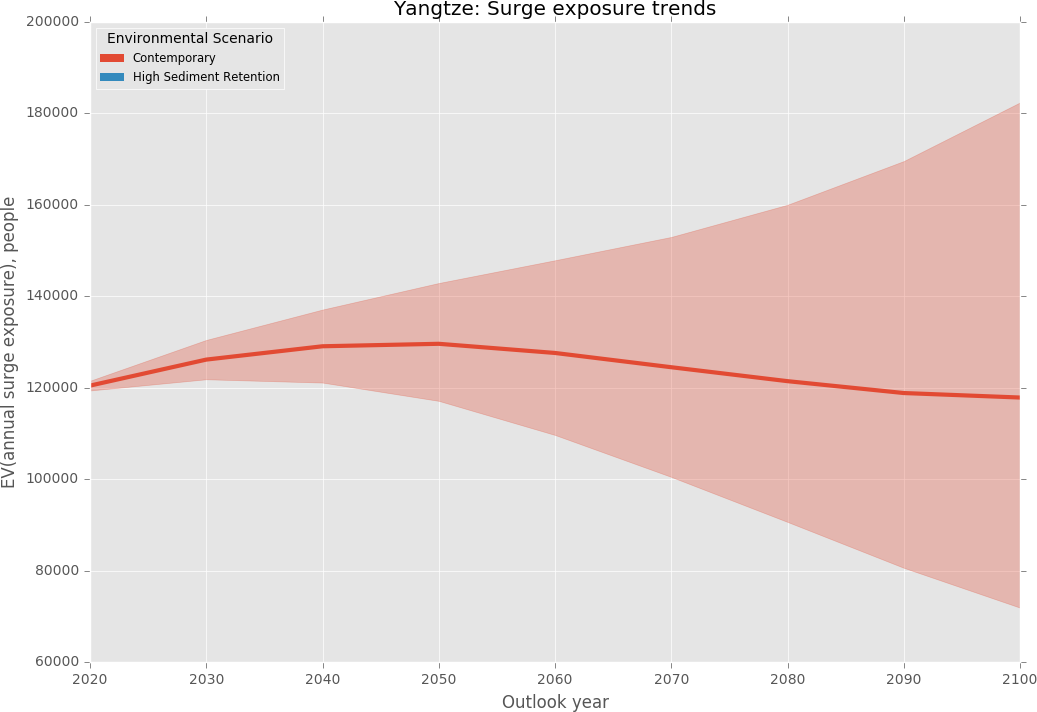 Yangtze: Surge exposure trends
Environmental Scenario
Contemporary
High Sediment Retention
EV(annual surge exposure), people
200000
180000
160000
140000
120000
100000
80000
60000
2020 2030 2040 2050 2060 2070 2080 2090 2100
Outlook year